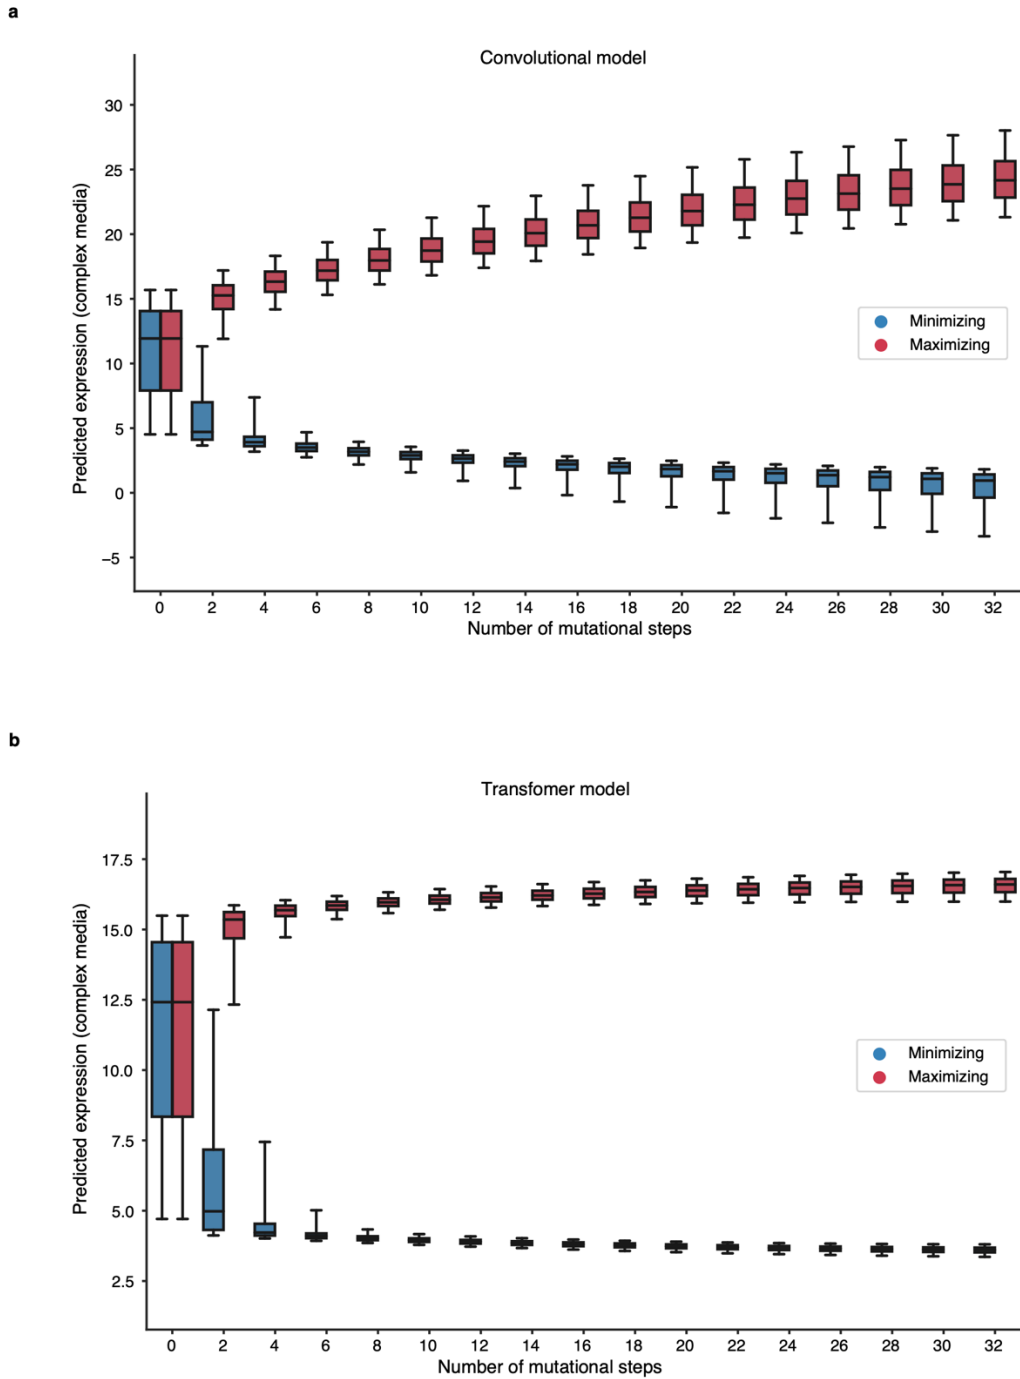 a
Convolutional model
Predicted expression (complex media)
30
25
20
15
10
5
0
−5
Minimizing
Maximizing
0 2 4 6 8 10 12 14 16 18 20 22 24 26 28 30 32
Number of mutational steps
b
Transfomer model
Predicted expression (complex media)
17.5
15.0
12.5
10.0
7.5
5.0
2.5
Minimizing
Maximizing
0 2 4 6 8 10 12 14 16 18 20 22 24 26 28 30 32
Number of mutational steps